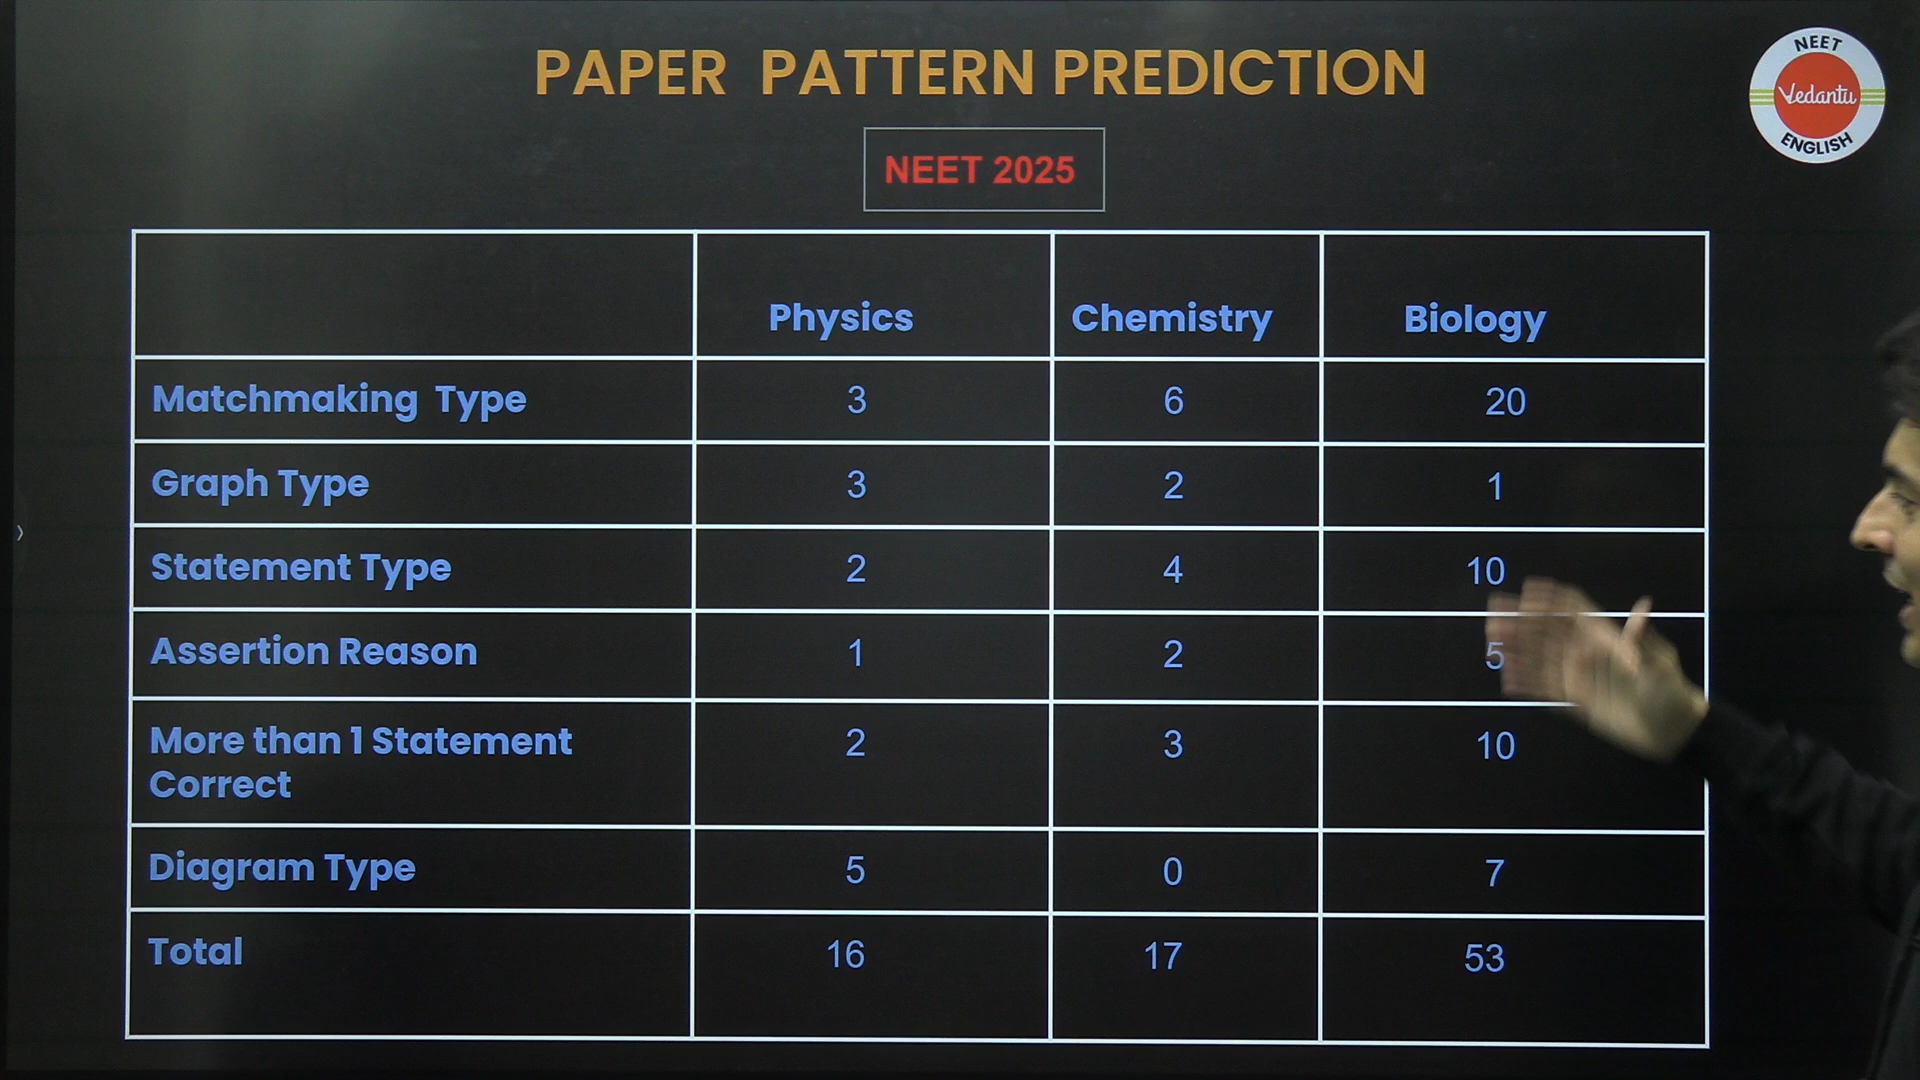 PAPER PATTERN PREDICTION
NEET
Vedantu
ENGLISH
NEET 2025
Physics Chemistry Biology
Matchmaking Type 3 6 20
Graph Type 3 2 1
Statement Type 2 4 10
Assertion Reason 1 2 5
More than 1 Statement
Correct 2 3 10
Diagram Type 5 0 7
Total 16 17 53